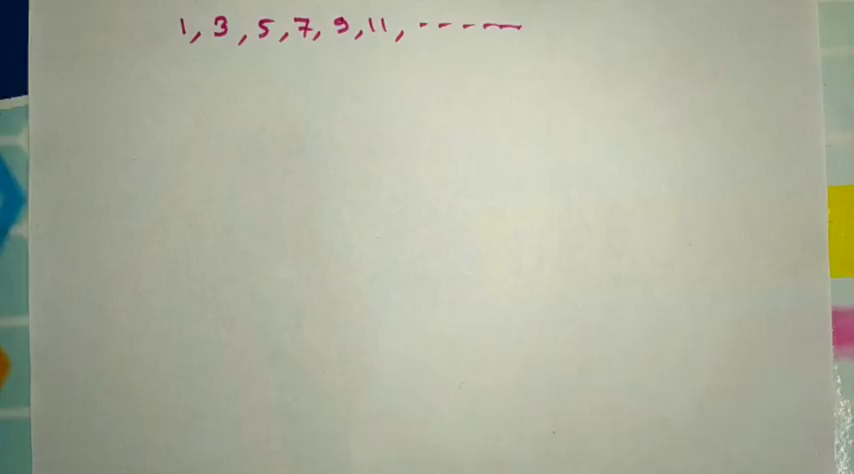 1, 3, 5, 7, 9, 11, -----